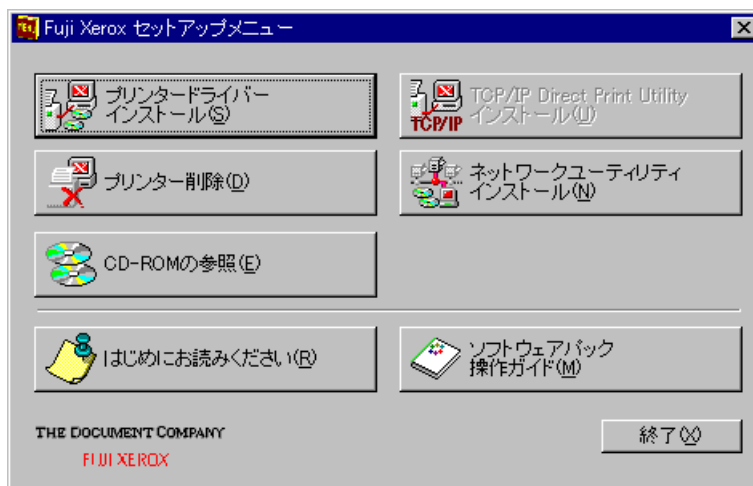 Fuji Xerox セットアップメニュー
プリンタードライバー
インストール(S)
TCP/IP
TCP/IP Direct Print Utility
インストール(U)
プリンター削除(D)
ネットワークユーティリティ
インストール(N)
CD-ROMの参照(E)
はじめにお読みください(R)
ソフトウェアパック
操作ガイド(M)
THE DOCUMENT COMPANY
FUJI XEROX
終了(X)